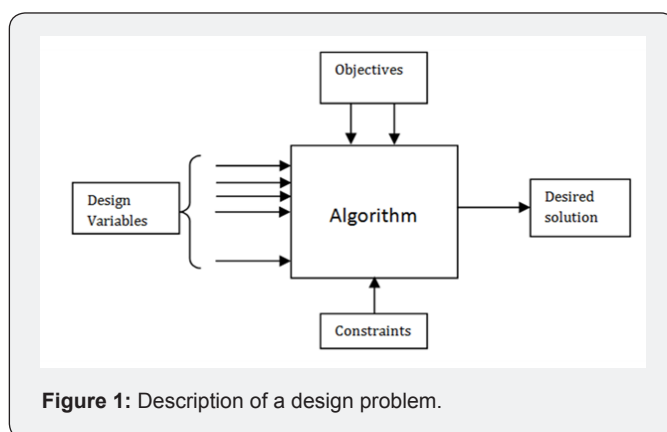 Objectives
Design
Variables
Algorithm
Desired
solution
Constraints
Figure 1: Description of a design problem.